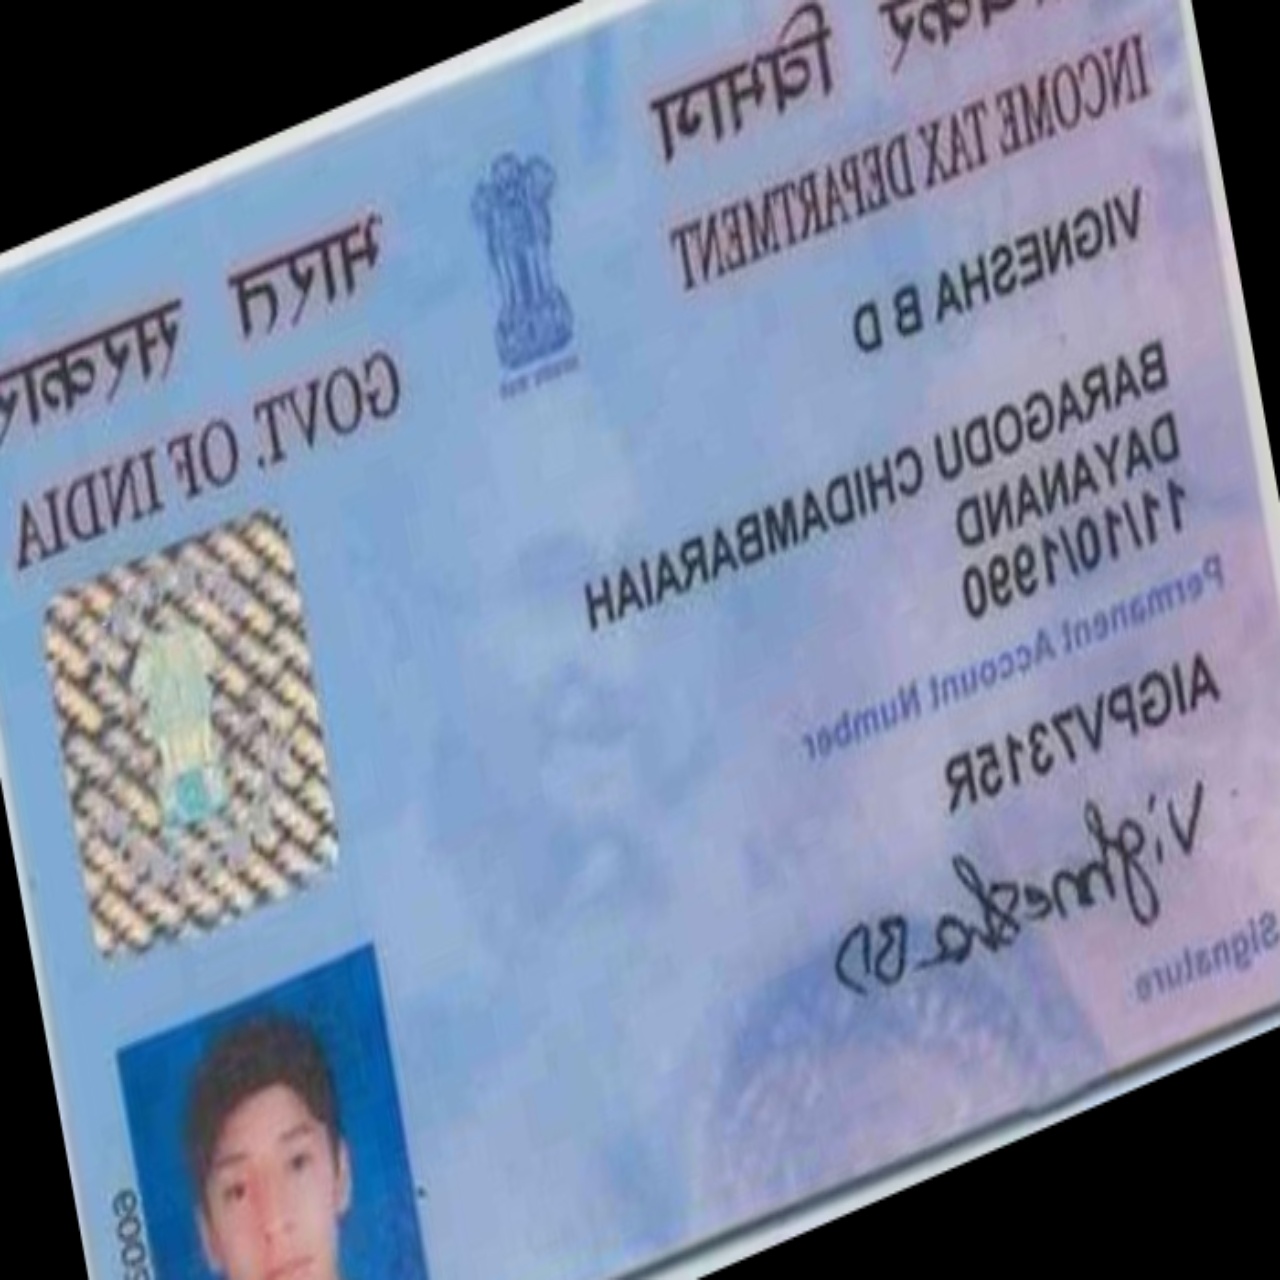 आयकर विभाग
INCOME TAX DEPARTMENT
भारत सरकार
GOVT. OF INDIA
VIGNESHA B D
BARAGODU CHIDAMBARAIAH
DAYANAND
11/10/1990
Permanent Account Number
AIGPV7315R
Vighnesha BD
Signature